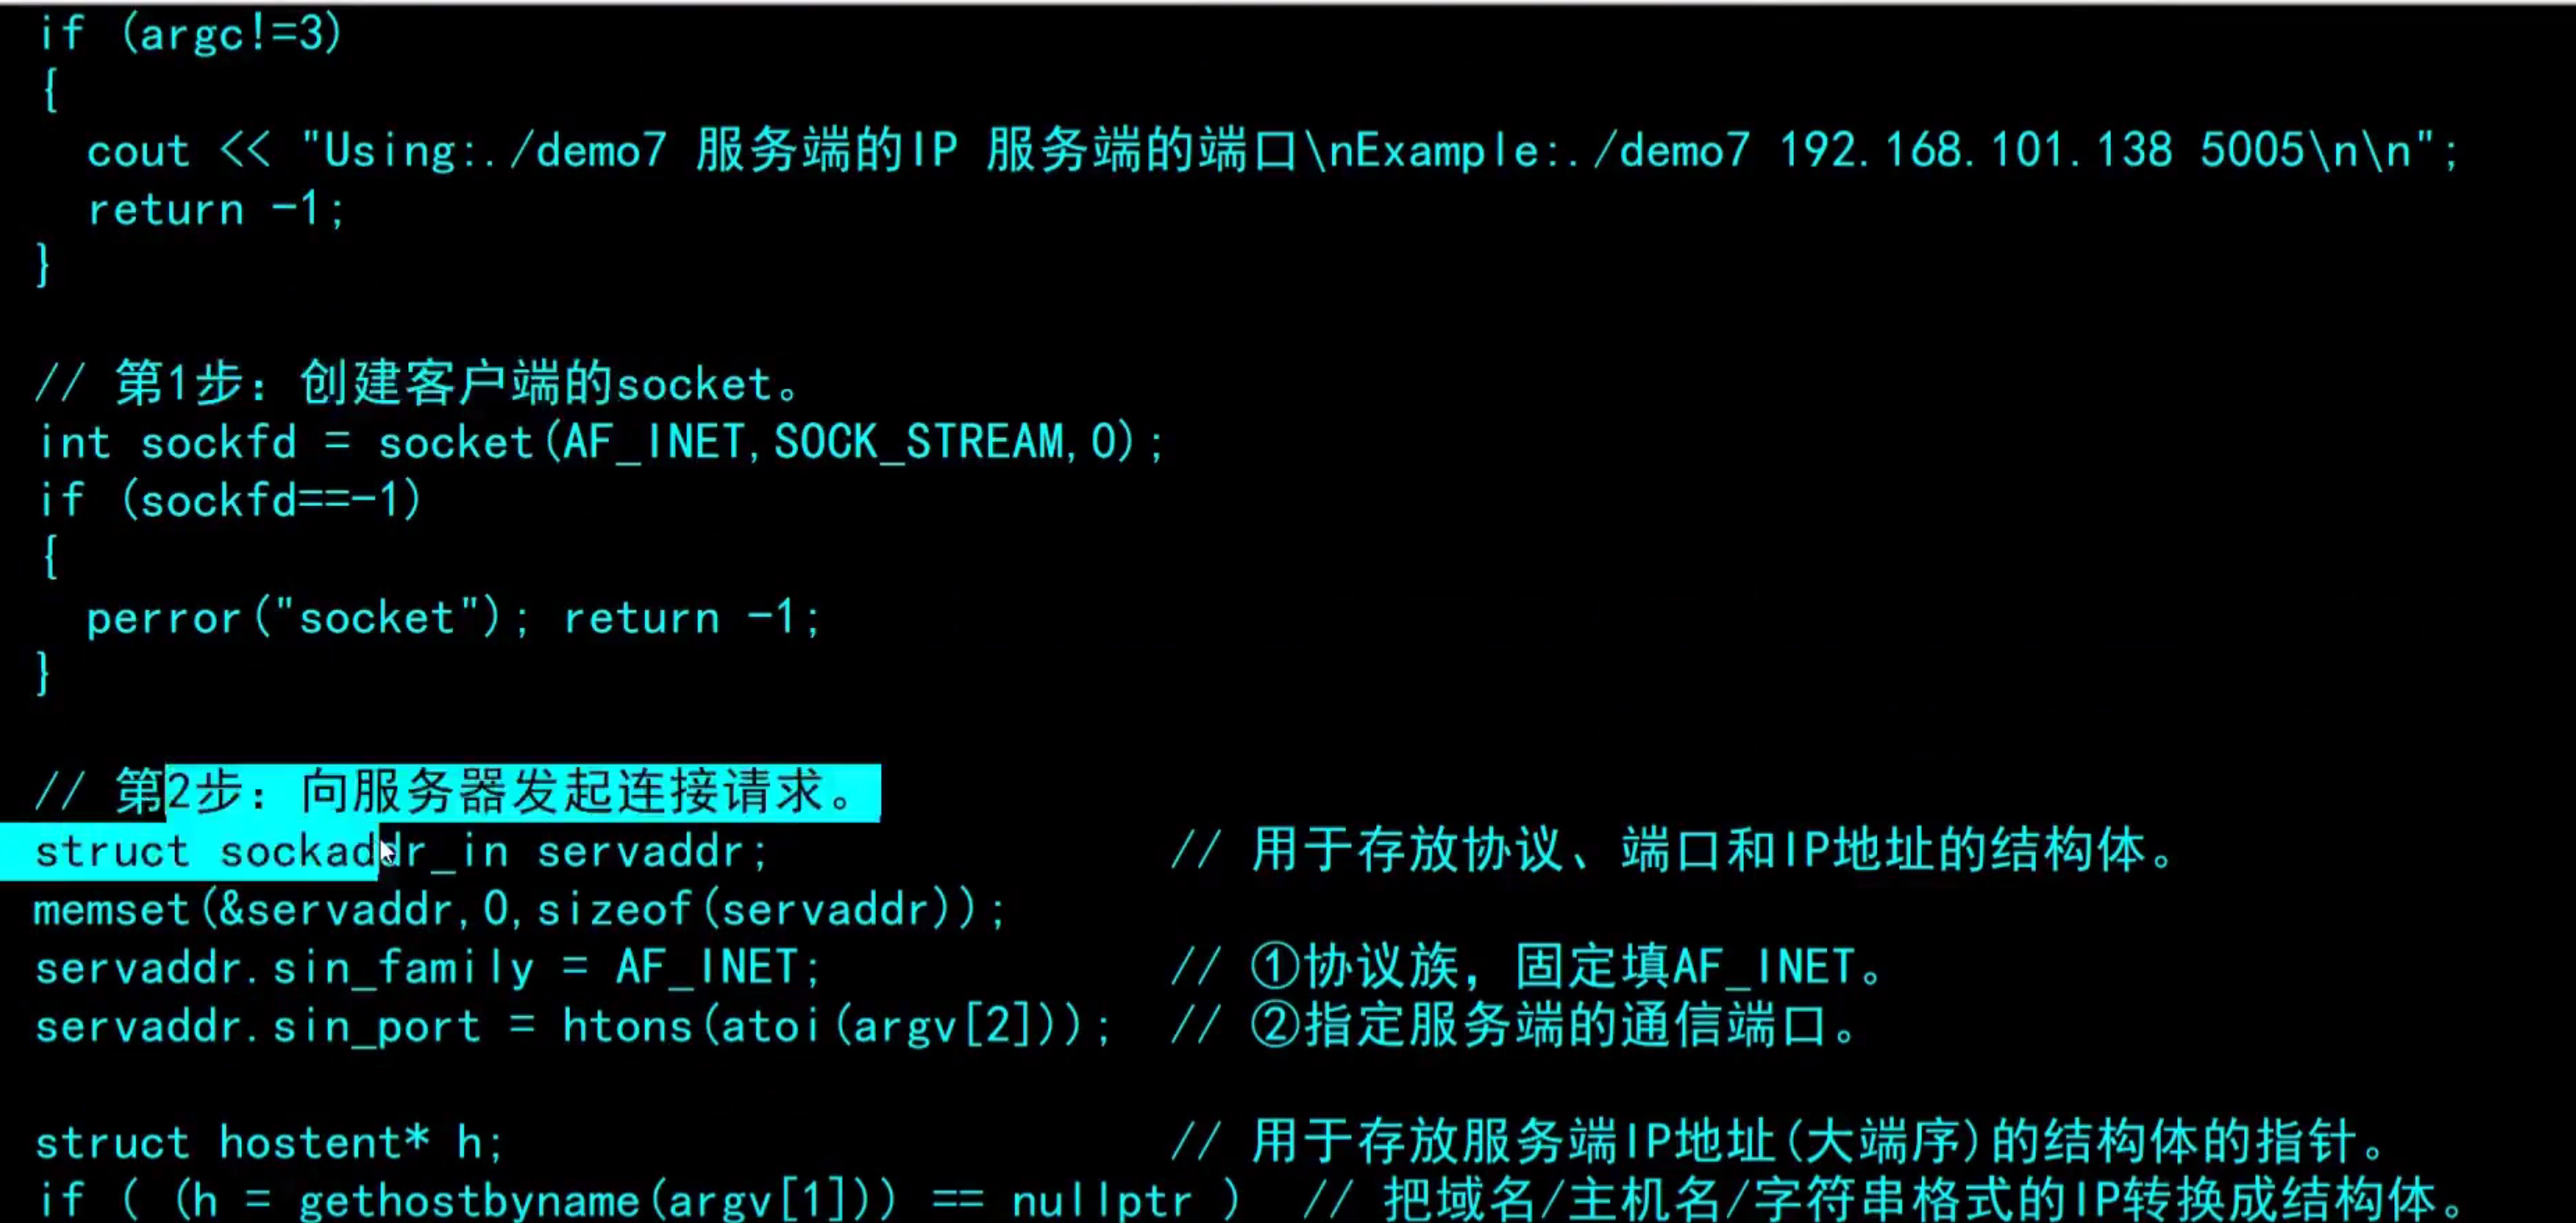 if (argc!=3)
{
  cout << "Using:./demo7 服务端的IP 服务端的端口\nExample:./demo7 192.168.101.138 5005\n\n";
  return -1;
}

// 第1步：创建客户端的socket。
int sockfd = socket(AF_INET,SOCK_STREAM,0);
if (sockfd==-1)
{
  perror("socket"); return -1;
}

// 第2步：向服务器发起连接请求。
struct sockaddr_in servaddr;               // 用于存放协议、端口和IP地址的结构体。
memset(&servaddr,0,sizeof(servaddr));
servaddr.sin_family = AF_INET;             // ①协议族，固定填AF_INET。
servaddr.sin_port = htons(atoi(argv[2]));  // ②指定服务端的通信端口。

struct hostent* h;                         // 用于存放服务端IP地址(大端序)的结构体的指针。
if ( (h = gethostbyname(argv[1])) == nullptr )  // 把域名/主机名/字符串格式的IP转换成结构体。